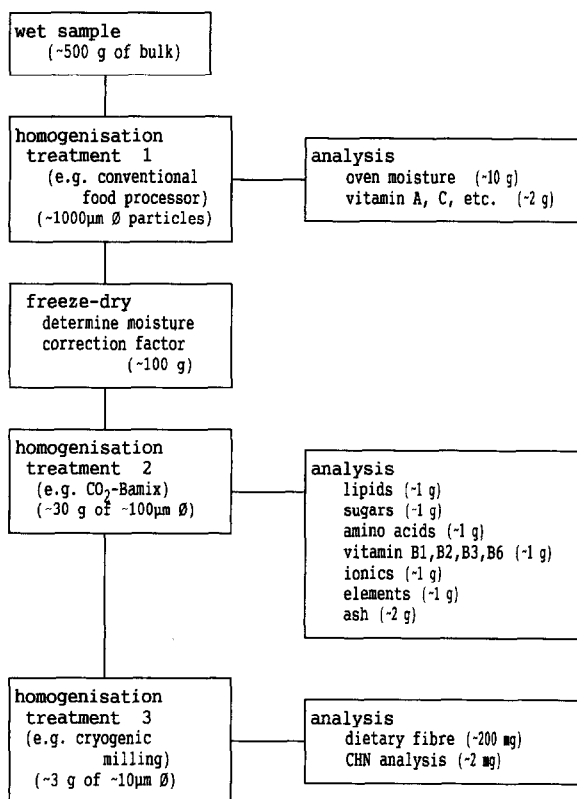 wet sample
(~500 g of bulk)
homogenisation
treatment 1
(e.g. conventional
food processor)
(~1000µm Ø particles)
analysis
oven moisture (~10 g)
vitamin A, C, etc. (~2 g)
freeze-dry
determine moisture
correction factor
(~100 g)
homogenisation
treatment 2
(e.g. CO₂-Bamix)
(~30 g of ~100µm Ø)
analysis
lipids (~1 g)
sugars (~1 g)
amino acids (~1 g)
vitamin B1,B2,B3,B6 (~1 g)
ionics (~1 g)
elements (~1 g)
ash (~2 g)
homogenisation
treatment 3
(e.g. cryogenic
milling)
(~3 g of ~10µm Ø)
analysis
dietary fibre (~200 mg)
CHN analysis (~2 mg)